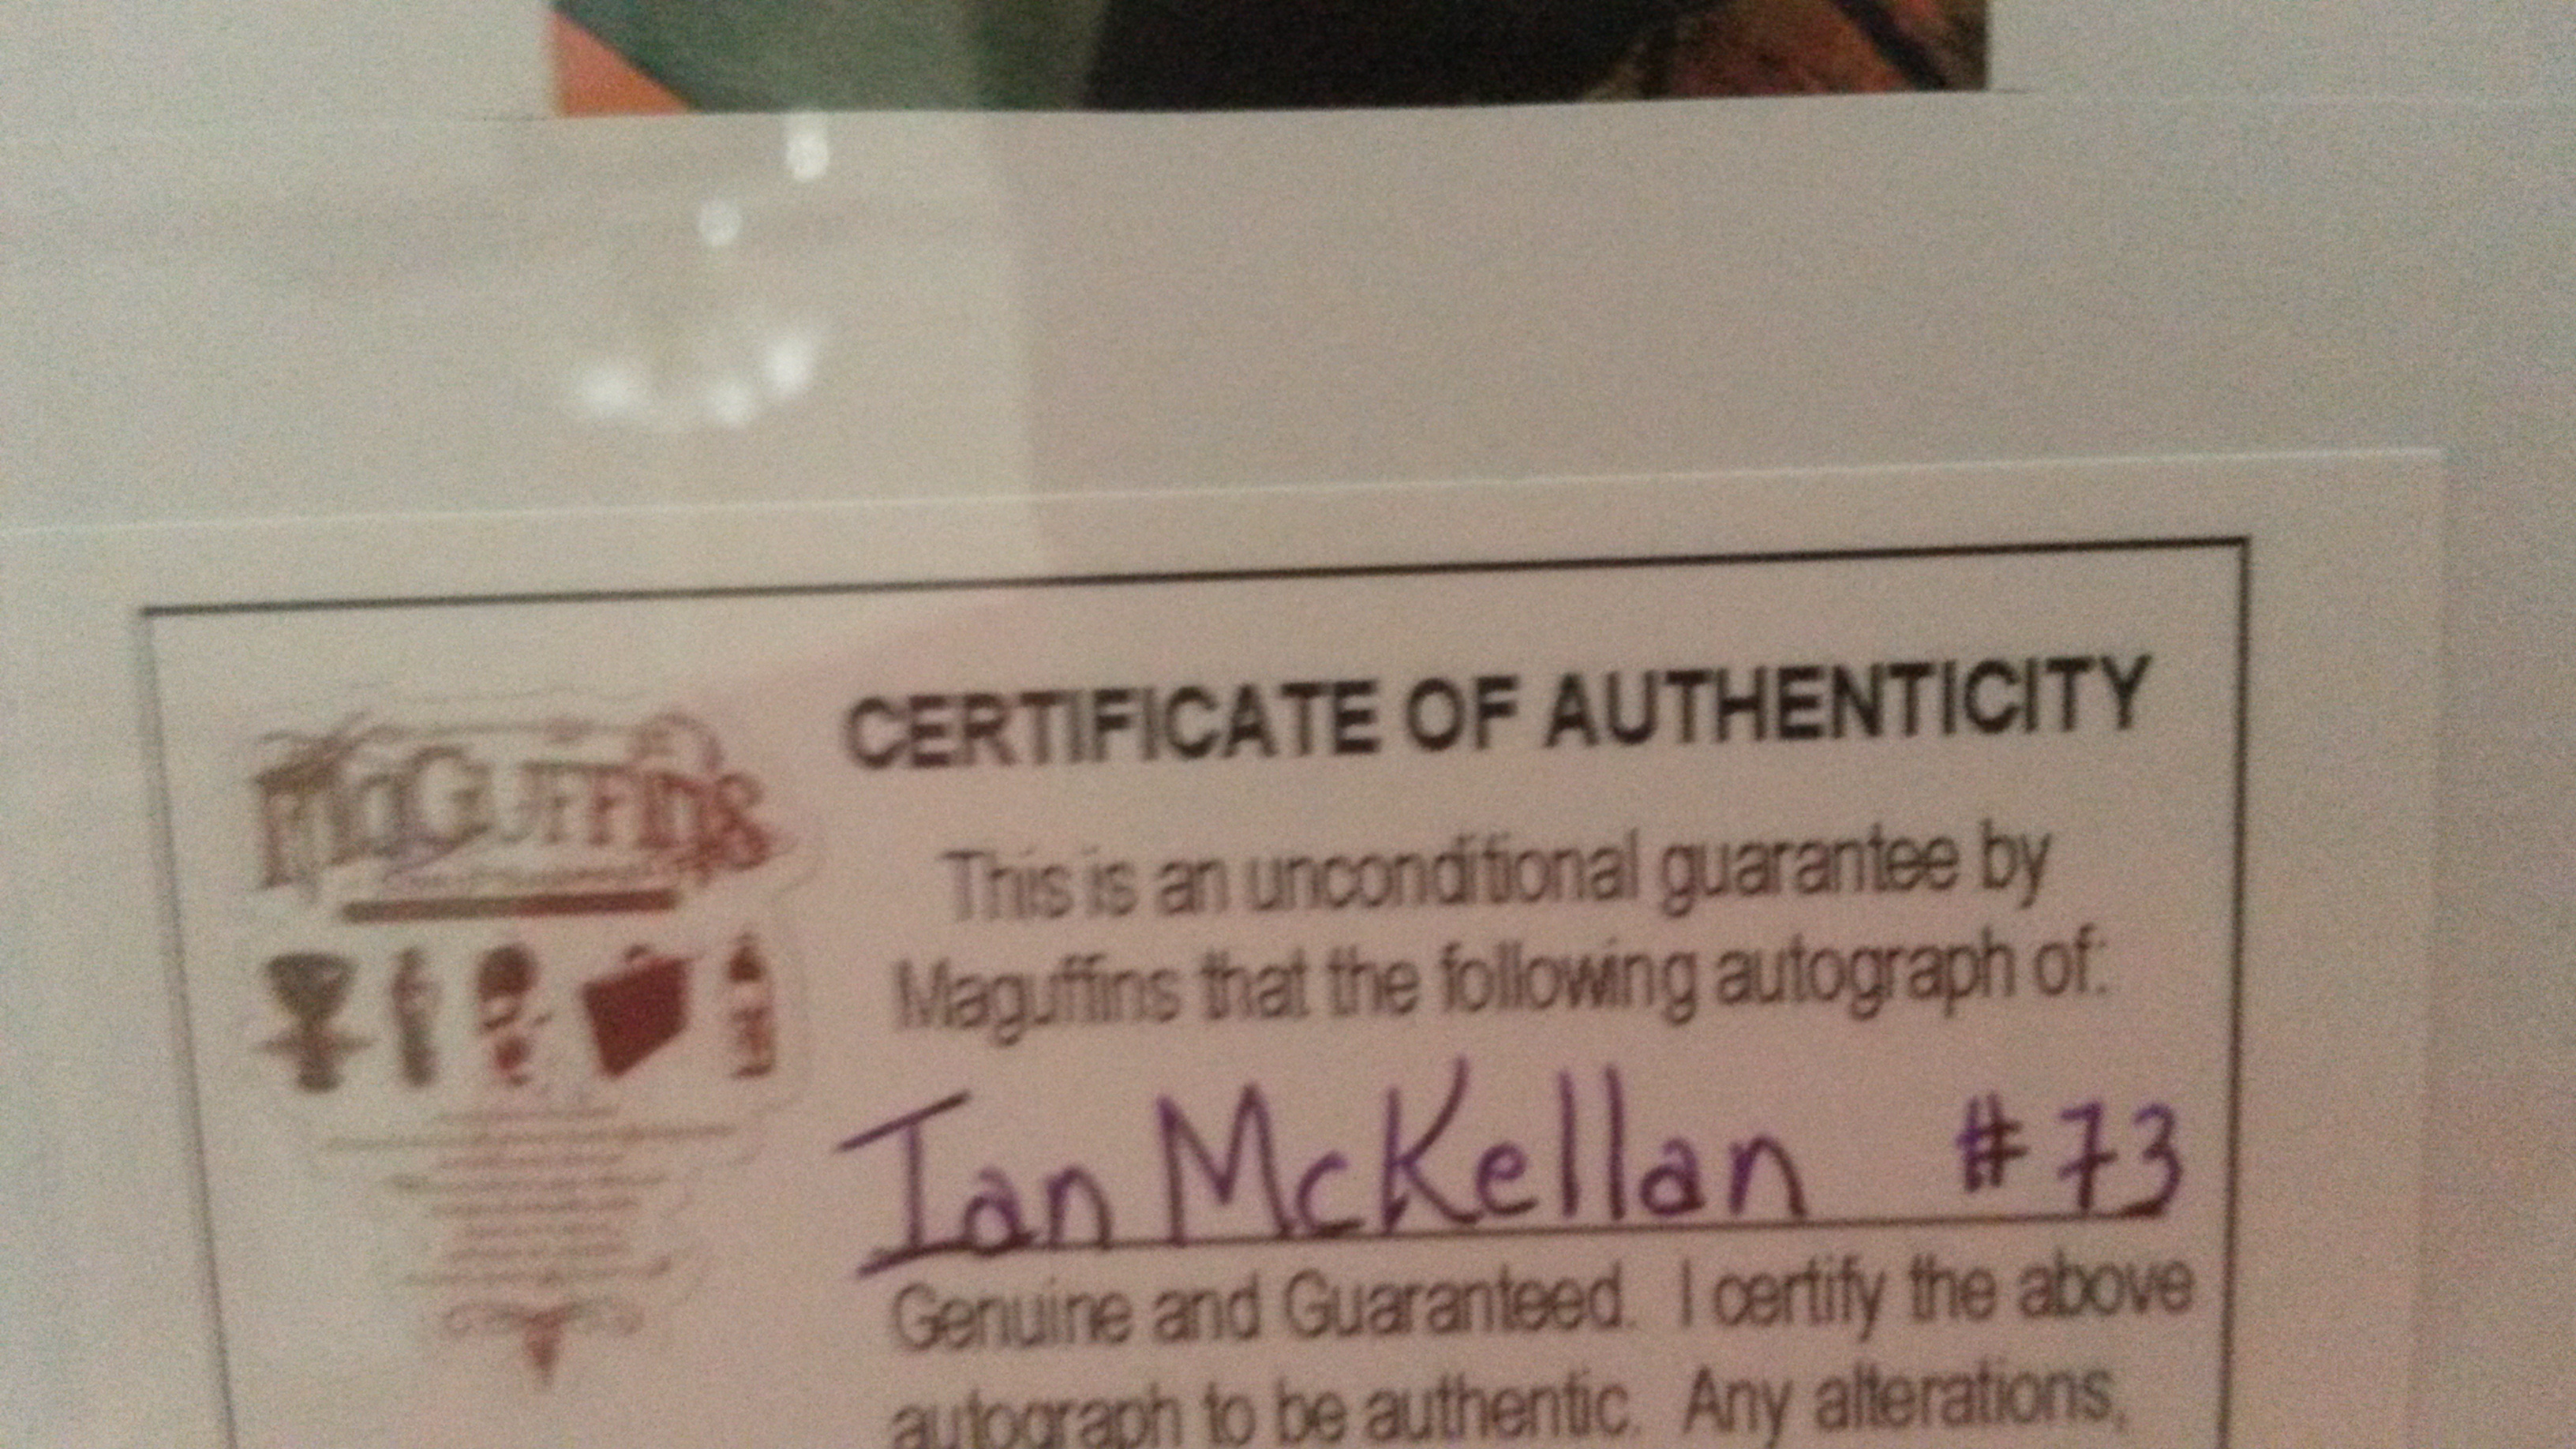 MacGuffins
CERTIFICATE OF AUTHENTICITY
This is an unconditional guarantee by
Maguffins that the following autograph of:
Ian McKellan #73
Genuine and Guaranteed. I certify the above
autograph to be authentic. Any alterations,